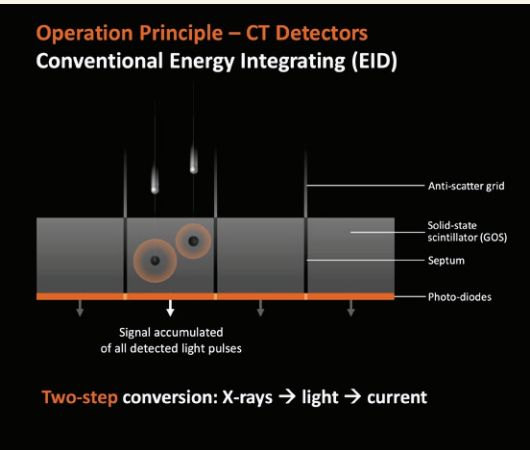 Operation Principle – CT Detectors
Conventional Energy Integrating (EID)
Anti-scatter grid
Solid-state
scintillator (GOS)
Septum
Photo-diodes
Signal accumulated
of all detected light pulses
Two-step conversion: X-rays → light → current